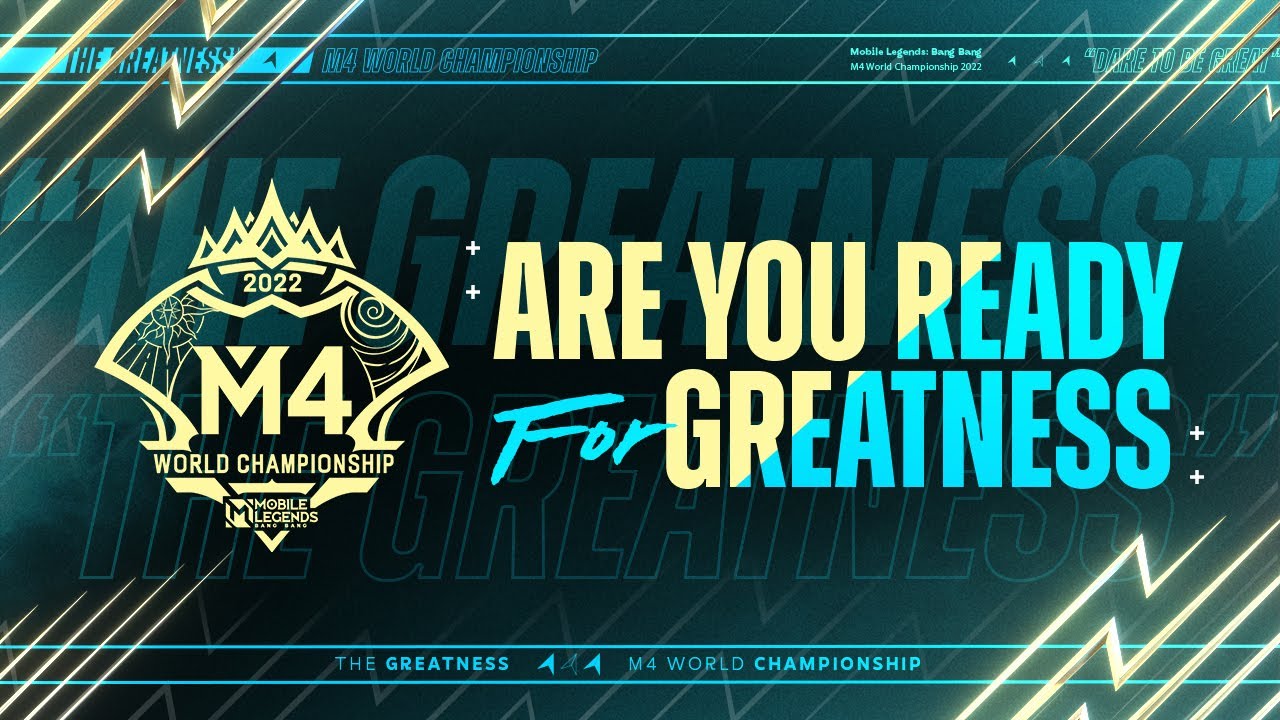 THE GREATNESS"
M4 WORLD CHAMPIONSHIP
Mobile Legends: Bang Bang
M4 World Championship 2022
"DARE TO BE GREAT"
"THE GREATNESS"
2022
M4
WORLD CHAMPIONSHIP
MOBILE
LEGENDS
BANG BANG
ARE YOU READY
For GREATNESS
"THE GREATNESS"
THE GREATNESS
M4 WORLD CHAMPIONSHIP